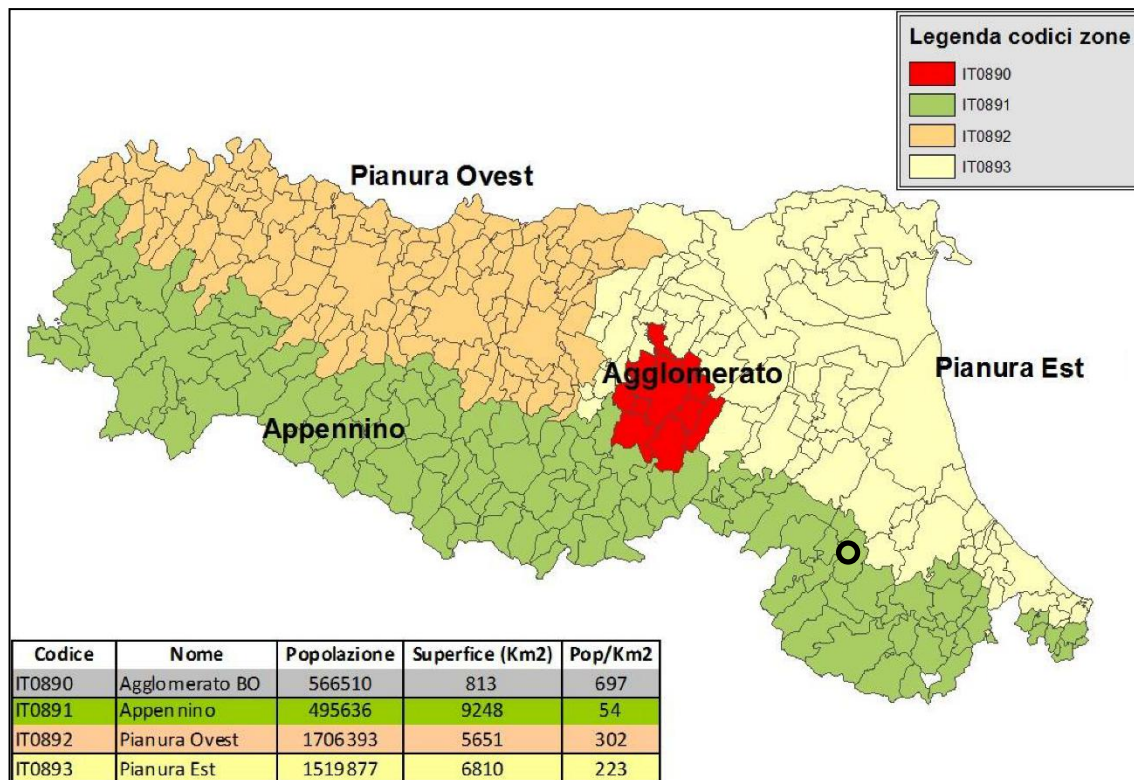 Legenda codici zone
IT0890
IT0891
IT0892
IT0893
Pianura Ovest
Agglomerato
Pianura Est
Appennino
Codice Nome Popolazione Superfice (Km2) Pop/Km2
IT0890 Agglomerato BO 566510 813 697
IT0891 Appennino 495636 9248 54
IT0892 Pianura Ovest 1706393 5651 302
IT0893 Pianura Est 1519877 6810 223